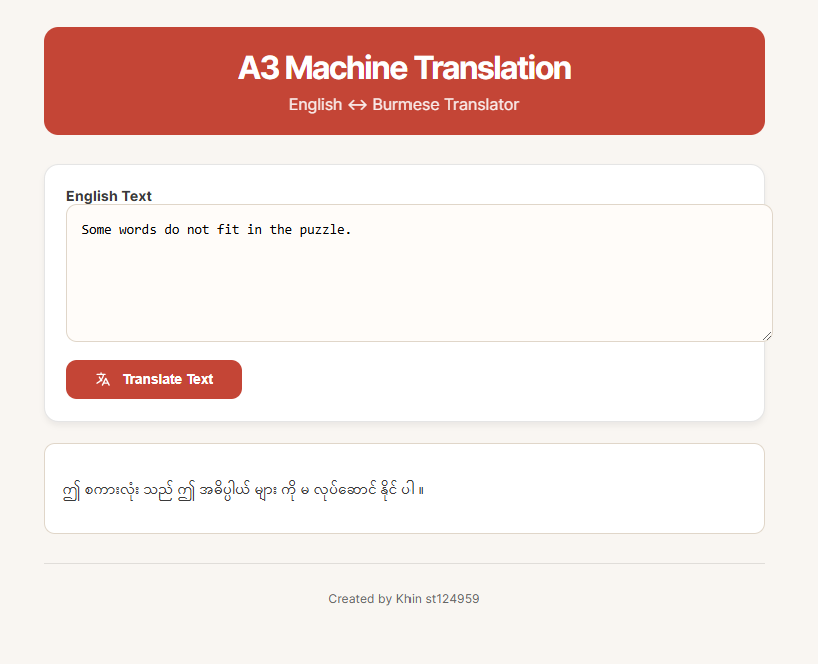 A3 Machine Translation
English ↔ Burmese Translator
English Text
Some words do not fit in the puzzle.
Translate Text
ဤ စကားလုံး သည် ဤ အဓိပ္ပါယ် များ ကို မ လုပ်ဆောင် နိုင် ပါ ။
Created by Khin st124959